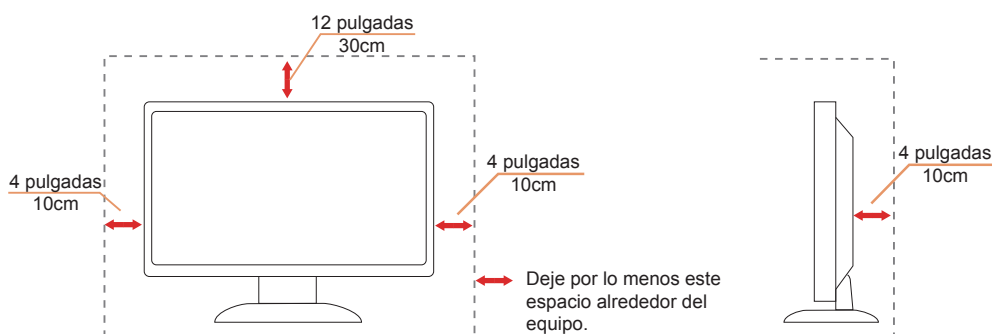 12 pulgadas
30cm
4 pulgadas
10cm
4 pulgadas
10cm
4 pulgadas
10cm
Deje por lo menos este
espacio alrededor del
equipo.